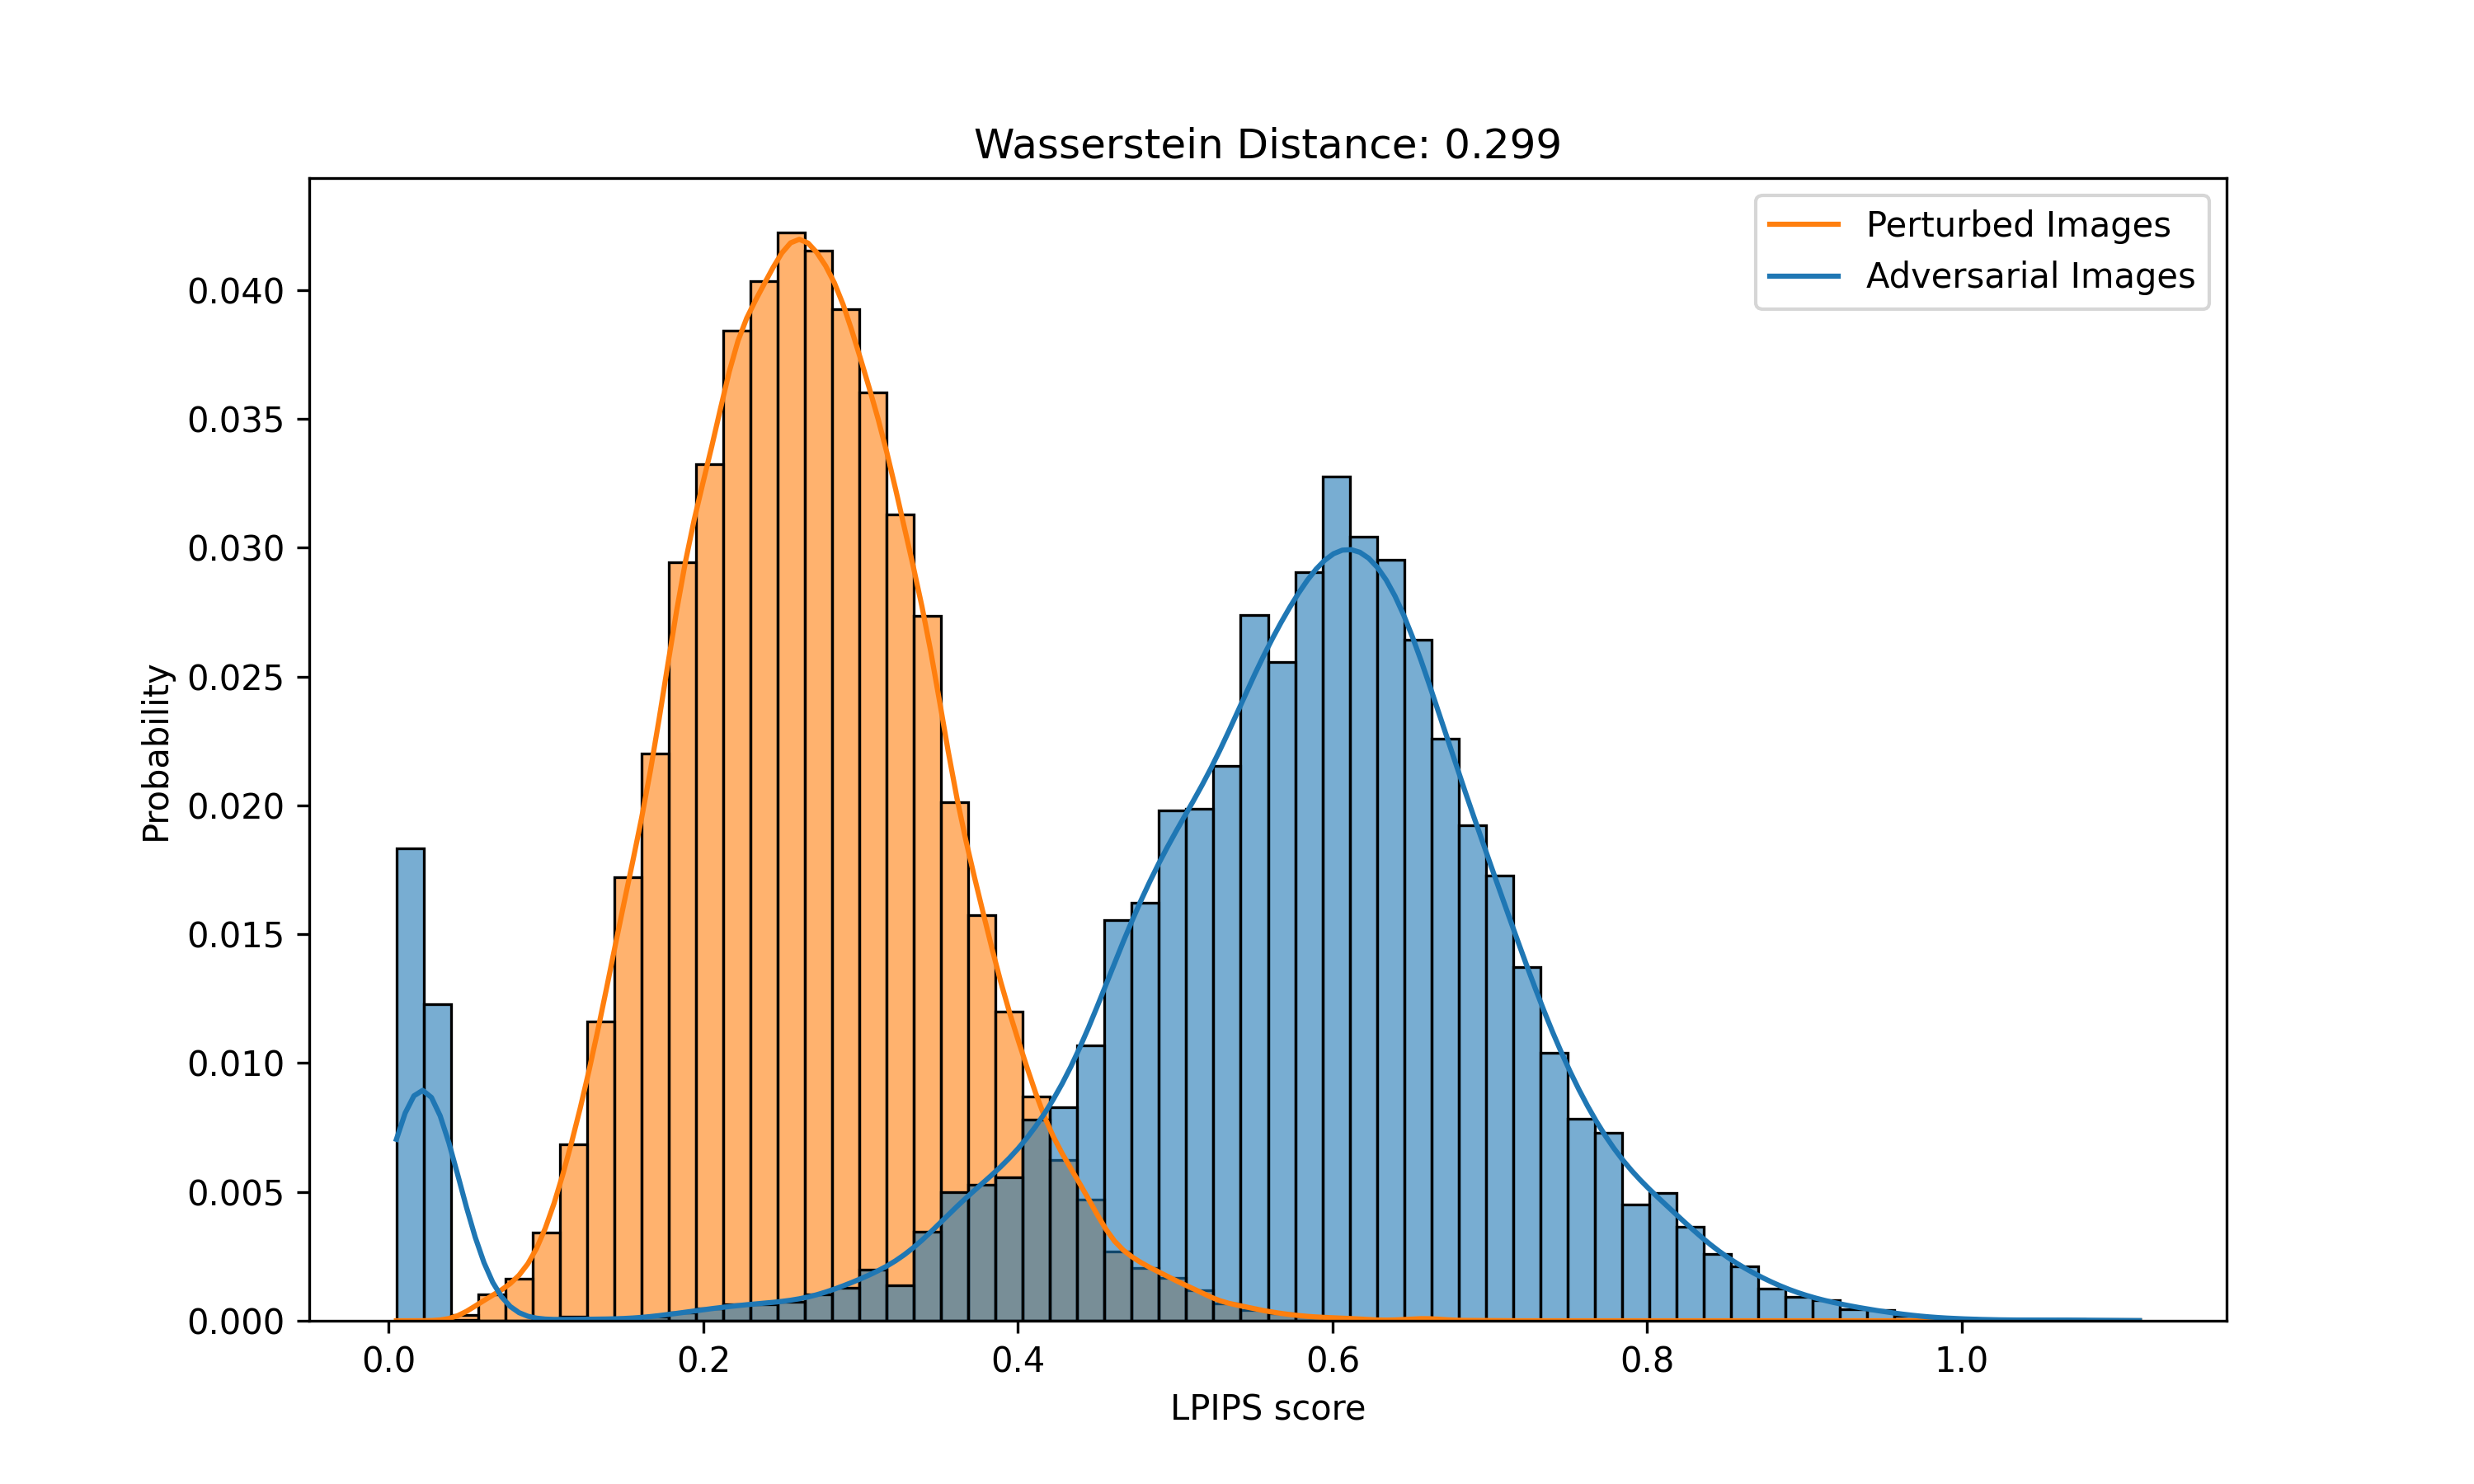 Wasserstein Distance: 0.299
Perturbed Images
Adversarial Images
0.040
0.035
0.030
0.025
0.020
0.015
0.010
0.005
0.000
Probability
0.0 0.2 0.4 0.6 0.8 1.0
LPIPS score